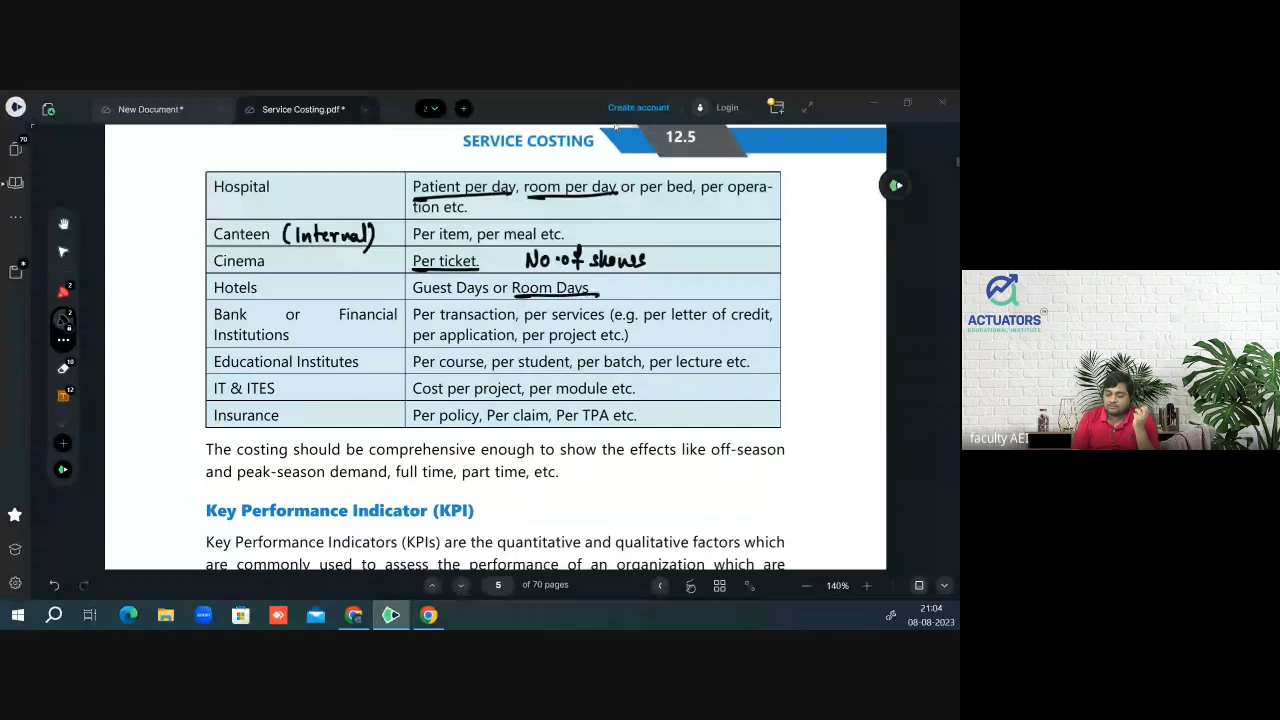 New Document*
Service Costing.pdf *
2
Create account
Login
70
SERVICE COSTING
12.5
Hospital
Patient per day, room per day or per bed, per opera-
tion etc.
Canteen (Internal)
Per item, per meal etc.
Cinema
Per ticket. No. of shows
Hotels
Guest Days or Room Days
Bank or Financial
Institutions
Per transaction, per services (e.g. per letter of credit,
per application, per project etc.)
Educational Institutes
Per course, per student, per batch, per lecture etc.
IT & ITES
Cost per project, per module etc.
Insurance
Per policy, Per claim, Per TPA etc.
The costing should be comprehensive enough to show the effects like off-season
and peak-season demand, full time, part time, etc.
Key Performance Indicator (KPI)
Key Performance Indicators (KPIs) are the quantitative and qualitative factors which
are commonly used to assess the performance of an organization which are
2
2
10
12
5
of 70 pages
140%
21:04
08-08-2023
ACTUATORS
EDUCATIONAL INSTITUTE
faculty AEI